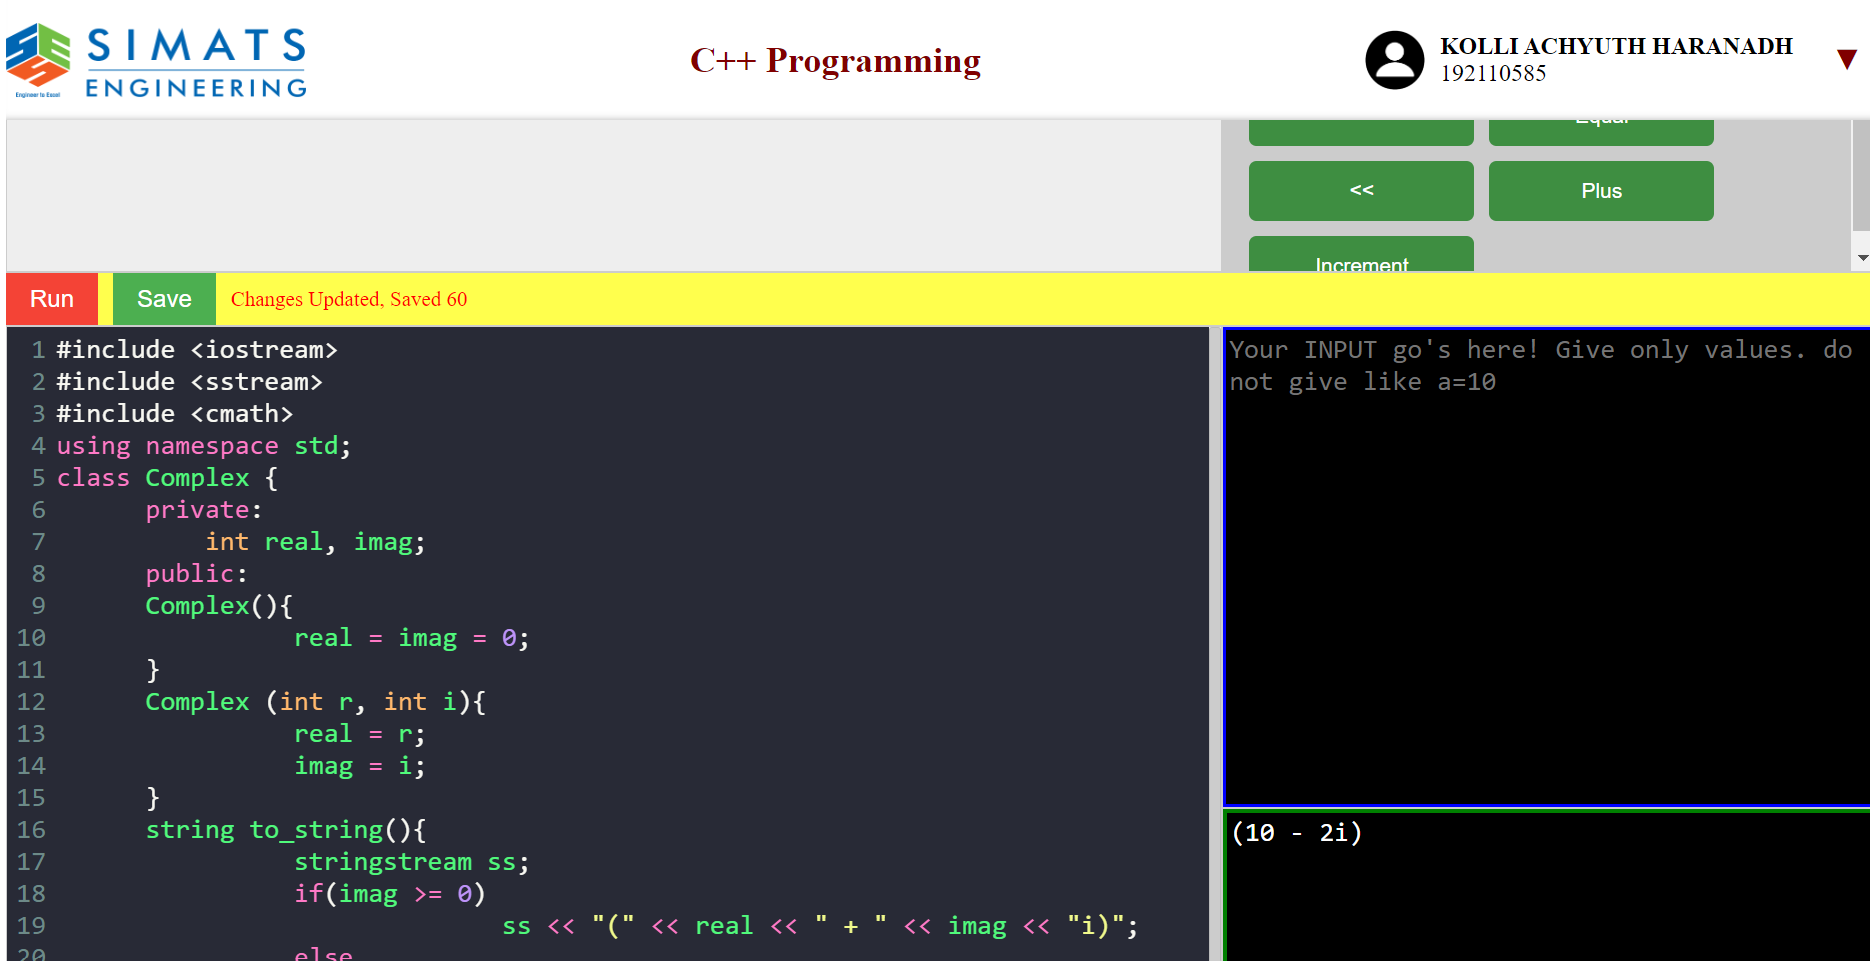 SIMATS
ENGINEERING
Engineer to Excel
C++ Programming
KOLLI ACHYUTH HARANADH
192110585
▼
Equal
<<
Plus
Increment
Run
Save
Changes Updated, Saved 60
1 #include <iostream>
2 #include <sstream>
3 #include <cmath>
4 using namespace std;
5 class Complex {
6 private:
7 int real, imag;
8 public:
9 Complex(){
10 real = imag = 0;
11 }
12 Complex (int r, int i){
13 real = r;
14 imag = i;
15 }
16 string to_string(){
17 stringstream ss;
18 if(imag >= 0)
19 ss << "(" << real << " + " << imag << "i)";
20 else
Your INPUT go's here! Give only values. do
not give like a=10
(10 - 2i)